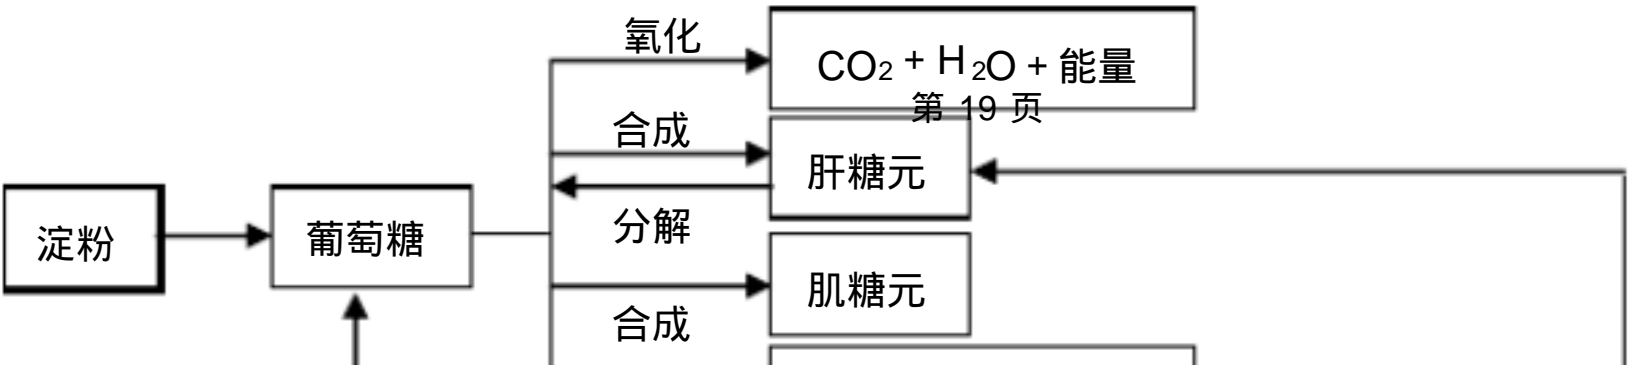 氧化
CO₂ + H₂O + 能量
第 19 页
合成
肝糖元
淀粉
葡萄糖
分解
肌糖元
合成